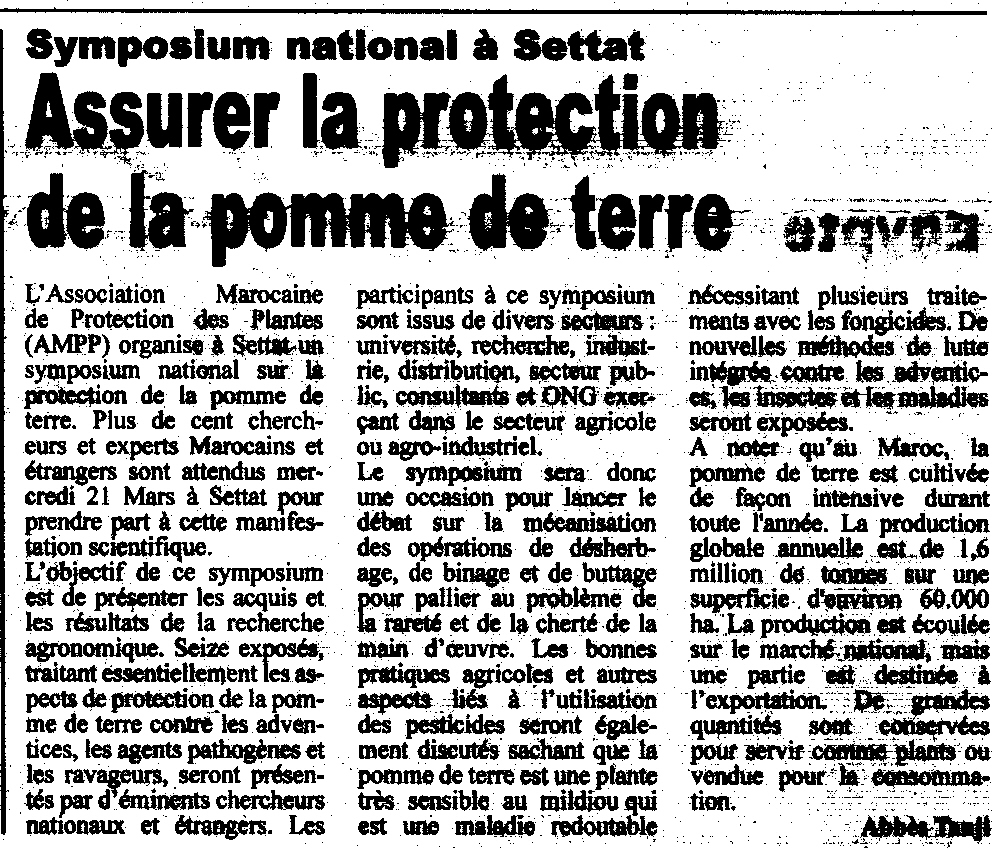 Symposium national à Settat
Assurer la protection
de la pomme de terre
L'Association Marocaine
de Protection des Plantes
(AMPP) organise à Settat un
symposium national sur la
protection de la pomme de
terre. Plus de cent cherch-
eurs et experts Marocains et
étrangers sont attendus mer-
credi 21 Mars à Settat pour
prendre part à cette manifes-
tation scientifique.
L'objectif de ce symposium
est de présenter les acquis et
les résultats de la recherche
agronomique. Seize exposés,
traitant essentiellement les as-
pects de protection de la pom-
me de terre contre les adven-
tices, les agents pathogènes et
les ravageurs, seront présen-
tés par d'éminents chercheurs
nationaux et étrangers. Les
participants à ce symposium
sont issus de divers secteurs :
université, recherche, indust-
rie, distribution, secteur pub-
lic, consultants et ONG exer-
çant dans le secteur agricole
ou agro-industriel.
Le symposium sera donc
une occasion pour lancer le
débat sur la mécanisation
des opérations de désherb-
age, de binage et de buttage
pour pallier au problème de
la rareté et de la cherté de la
main d'œuvre. Les bonnes
pratiques agricoles et autres
aspects liés à l'utilisation
des pesticides seront égale-
ment discutés sachant que la
pomme de terre est une plante
très sensible au mildiou qui
est une maladie redoutable
nécessitant plusieurs traite-
ments avec les fongicides. De
nouvelles méthodes de lutte
intégrée contre les adventic-
es, les insectes et les maladies
seront exposées.
A noter qu'au Maroc, la
pomme de terre est cultivée
de façon intensive durant
toute l'année. La production
globale annuelle est de 1,6
million de tonnes sur une
superficie d'environ 60.000
ha. La production est écoulée
sur le marché national, mais
une partie est destinée à
l'exportation. De grandes
quantités sont conservées
pour servir comme plants ou
vendue pour la consomma-
tion.
Abbès Tanji